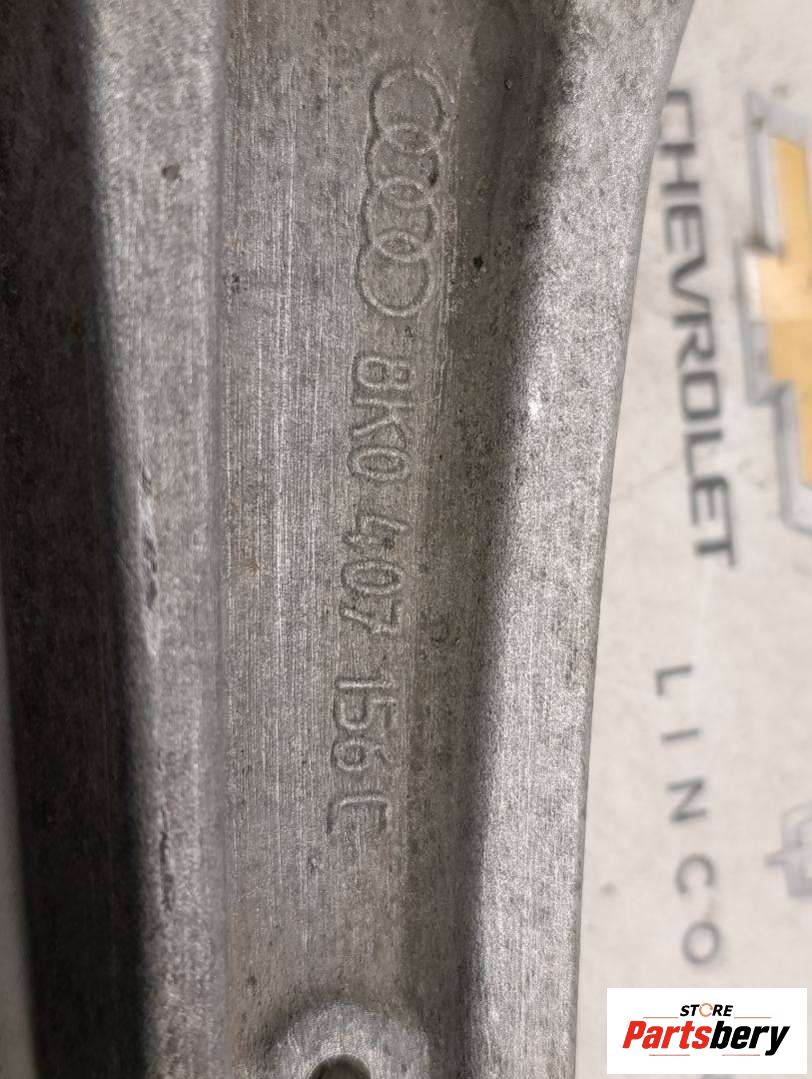 8K0 407 156 C
CHEVROLET
LINCO
STORE
Partsbery